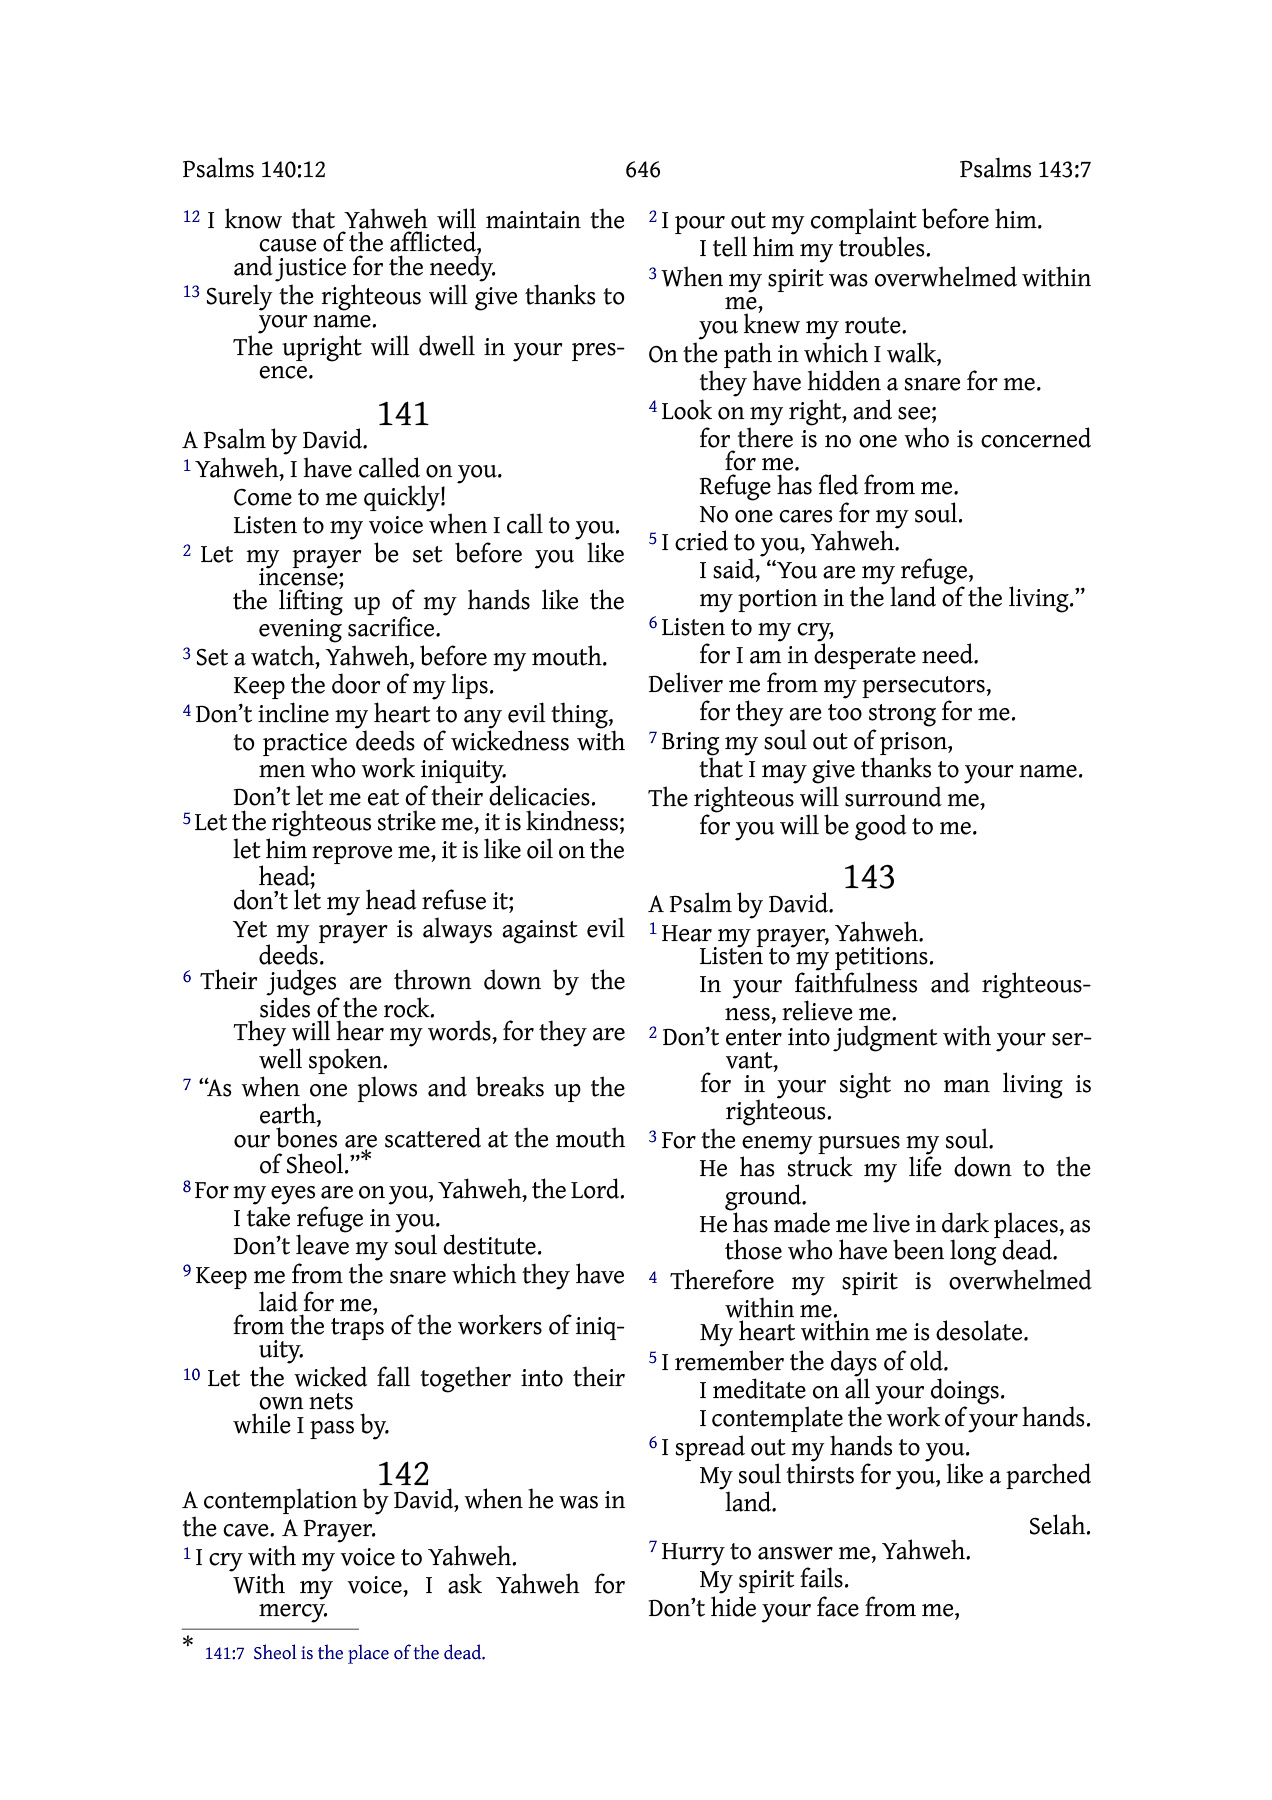 Psalms 140:12 646 Psalms 143:7
12 I know that Yahweh will maintain the
cause of the afflicted,
and justice for the needy.
13 Surely the righteous will give thanks to
your name.
The upright will dwell in your pres-
ence.
141
A Psalm by David.
1 Yahweh, I have called on you.
Come to me quickly!
Listen to my voice when I call to you.
2 Let my prayer be set before you like
incense;
the lifting up of my hands like the
evening sacrifice.
3 Set a watch, Yahweh, before my mouth.
Keep the door of my lips.
4 Don’t incline my heart to any evil thing,
to practice deeds of wickedness with
men who work iniquity.
Don’t let me eat of their delicacies.
5 Let the righteous strike me, it is kindness;
let him reprove me, it is like oil on the
head;
don’t let my head refuse it;
Yet my prayer is always against evil
deeds.
6 Their judges are thrown down by the
sides of the rock.
They will hear my words, for they are
well spoken.
7 “As when one plows and breaks up the
earth,
our bones are scattered at the mouth
of Sheol.”*
8 For my eyes are on you, Yahweh, the Lord.
I take refuge in you.
Don’t leave my soul destitute.
9 Keep me from the snare which they have
laid for me,
from the traps of the workers of iniq-
uity.
10 Let the wicked fall together into their
own nets
while I pass by.
142
A contemplation by David, when he was in
the cave. A Prayer.
1 I cry with my voice to Yahweh.
With my voice, I ask Yahweh for
mercy.
2 I pour out my complaint before him.
I tell him my troubles.
3 When my spirit was overwhelmed within
me,
you knew my route.
On the path in which I walk,
they have hidden a snare for me.
4 Look on my right, and see;
for there is no one who is concerned
for me.
Refuge has fled from me.
No one cares for my soul.
5 I cried to you, Yahweh.
I said, “You are my refuge,
my portion in the land of the living.”
6 Listen to my cry,
for I am in desperate need.
Deliver me from my persecutors,
for they are too strong for me.
7 Bring my soul out of prison,
that I may give thanks to your name.
The righteous will surround me,
for you will be good to me.
143
A Psalm by David.
1 Hear my prayer, Yahweh.
Listen to my petitions.
In your faithfulness and righteous-
ness, relieve me.
2 Don’t enter into judgment with your ser-
vant,
for in your sight no man living is
righteous.
3 For the enemy pursues my soul.
He has struck my life down to the
ground.
He has made me live in dark places, as
those who have been long dead.
4 Therefore my spirit is overwhelmed
within me.
My heart within me is desolate.
5 I remember the days of old.
I meditate on all your doings.
I contemplate the work of your hands.
6 I spread out my hands to you.
My soul thirsts for you, like a parched
land.
Selah.
7 Hurry to answer me, Yahweh.
My spirit fails.
Don’t hide your face from me,
* 141:7 Sheol is the place of the dead.